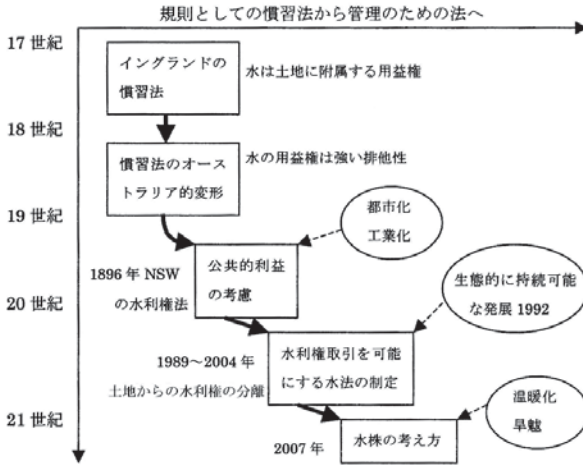 規則としての慣習法から管理のための法へ
17 世紀
イングランドの
慣習法
水は土地に附属する用益権
18 世紀
慣習法のオース
トラリア的変形
水の用益権は強い排他性
19 世紀
都市化
工業化
1896 年 NSW
の水利権法
公共的利益
の考慮
生態的に持続可能
な発展 1992
20 世紀
1989～2004 年
土地からの水利権の分離
水利権取引を可能
にする水法の制定
温暖化
旱魃
21 世紀
2007 年
水株の考え方